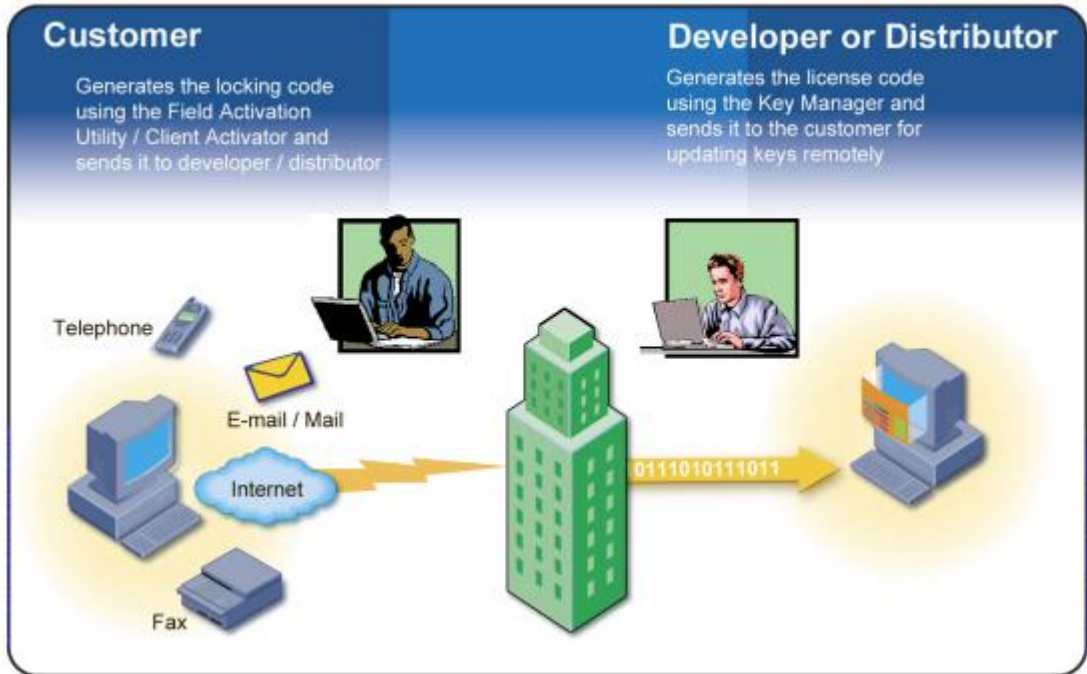 Customer
Generates the locking code
using the Field Activation
Utility / Client Activator and
sends it to developer / distributor
Developer or Distributor
Generates the license code
using the Key Manager and
sends it to the customer for
updating keys remotely
Telephone
E-mail / Mail
Internet
0111010111011
Fax